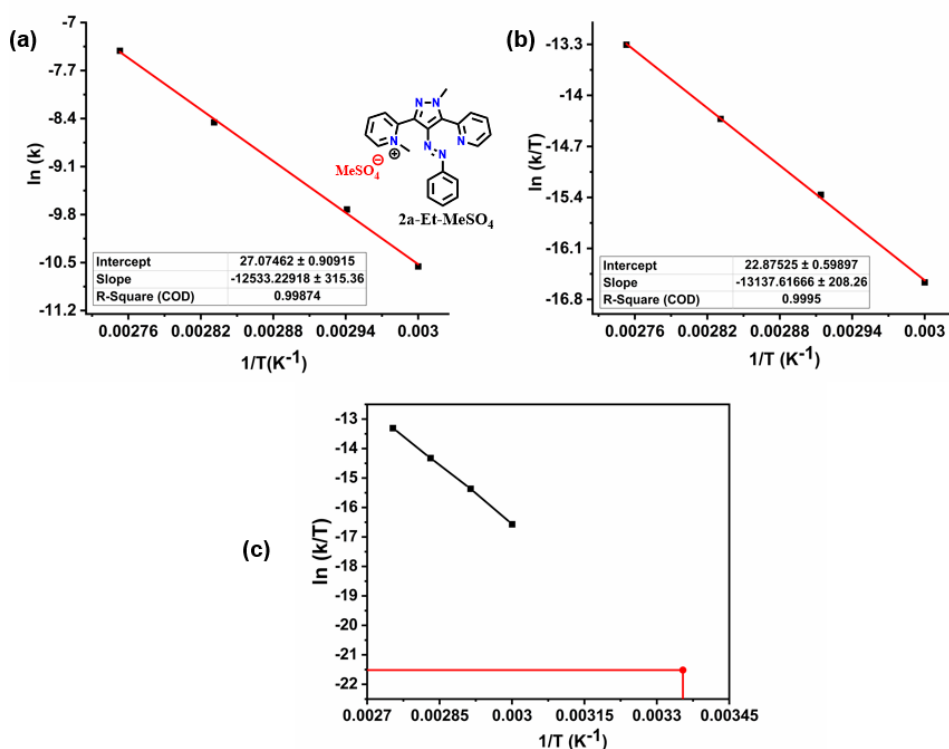 (a)
-7
-7.7
-8.4
-9.1
-9.8
-10.5
-11.2
ln (k)
0.00276 0.00282 0.00288 0.00294 0.003
1/T(K-1)
Intercept 27.07462 ± 0.90915
Slope -12533.22918 ± 315.36
R-Square (COD) 0.99874
N
N
N
N
N
N
+
−
MeSO4
2a-Et-MeSO4
(b)
-13.3
-14
-14.7
-15.4
-16.1
-16.8
ln (k/T)
0.00276 0.00282 0.00288 0.00294 0.003
1/T (K-1)
Intercept 22.87525 ± 0.59897
Slope -13137.61666 ± 208.26
R-Square (COD) 0.9995
(c)
-13
-14
-15
-16
-17
-18
-19
-20
-21
-22
ln (k/T)
0.0027 0.00285 0.003 0.00315 0.0033 0.00345
1/T (K-1)